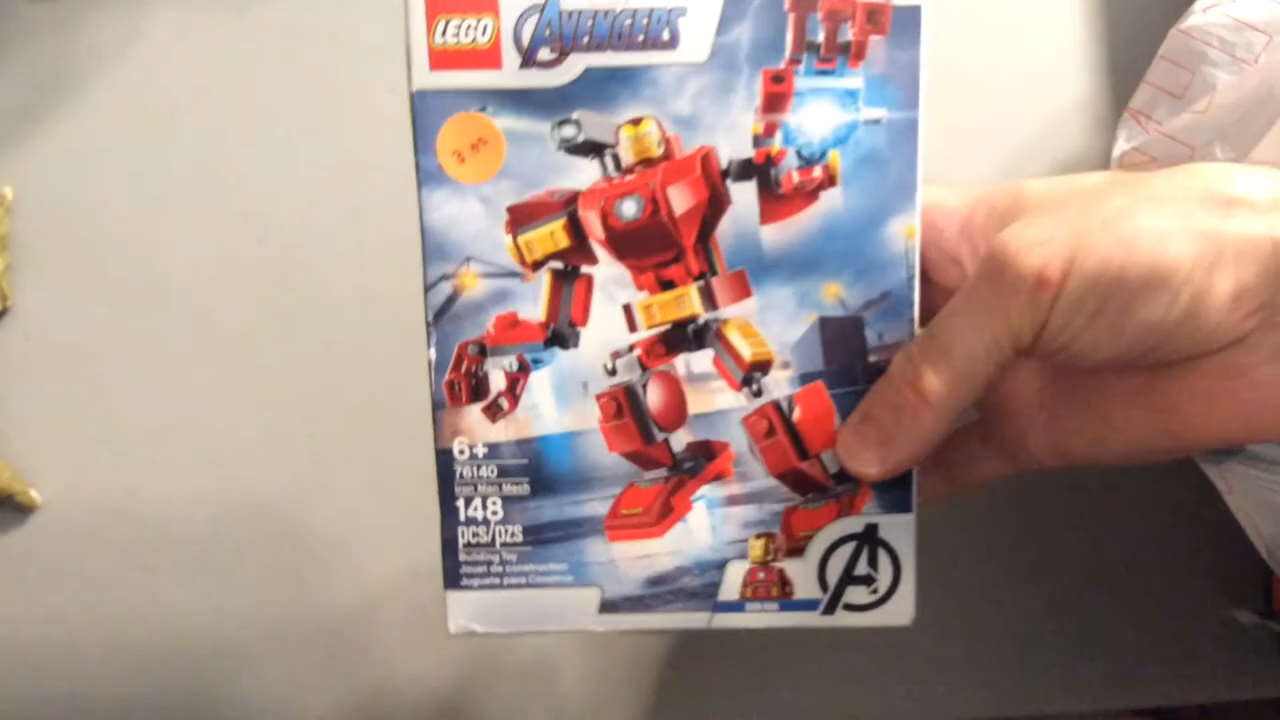 LEGO
AVENGERS
6+
76140
Iron Man Mech
148
pcs/pzs
Building Toy
Jouet de construction
Juguete para Construir